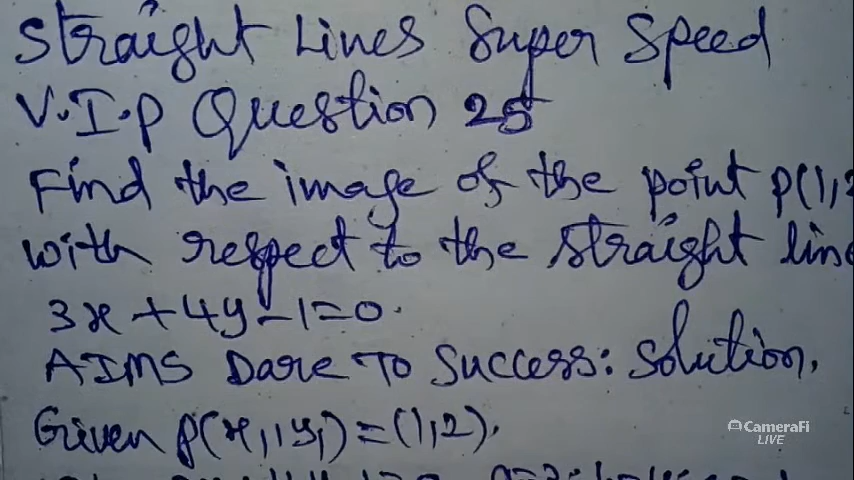 Straight Lines Super Speed
V.I.P Question 25
Find the image of the point P(1,2
with respect to the straight line
3x+4y-1=0.
AIMS Dare To Success: Solution.
Given P(x₁,y₁)=(1,2).
CameraFi
LIVE